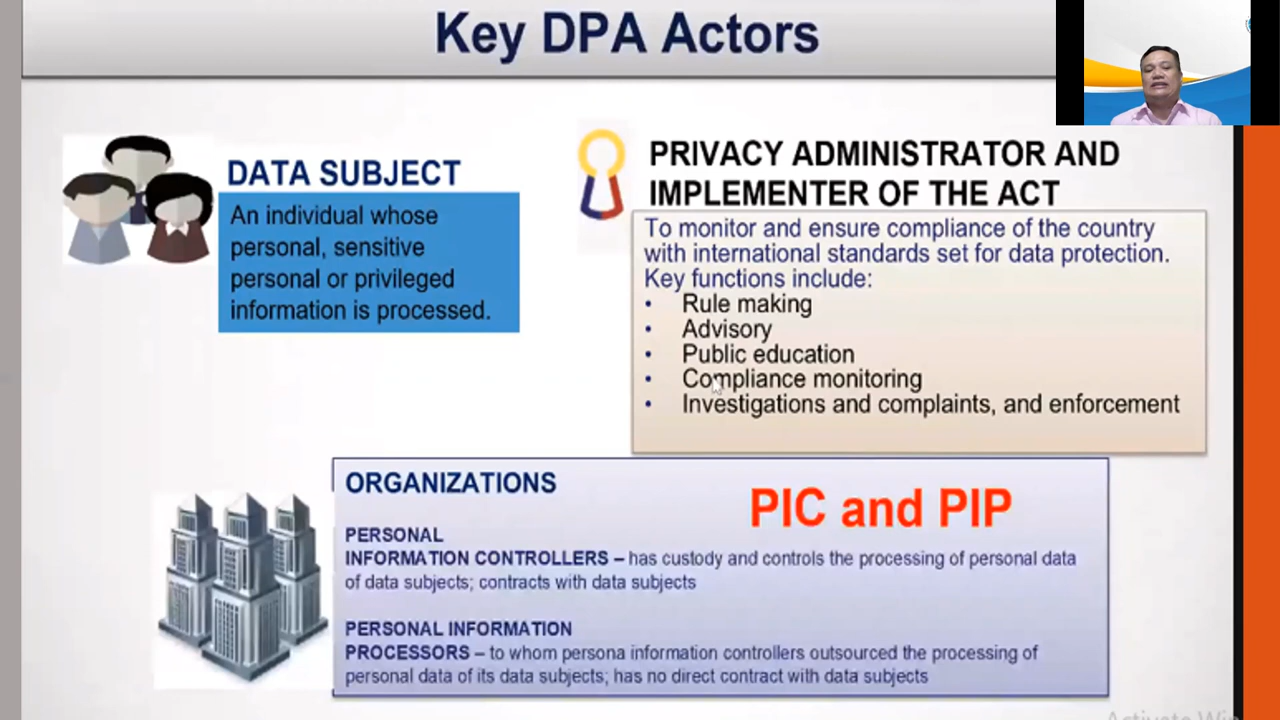 Key DPA Actors
DATA SUBJECT
An individual whose
personal, sensitive
personal or privileged
information is processed.
PRIVACY ADMINISTRATOR AND
IMPLEMENTER OF THE ACT
To monitor and ensure compliance of the country
with international standards set for data protection.
Key functions include:
• Rule making
• Advisory
• Public education
• Compliance monitoring
• Investigations and complaints, and enforcement
ORGANIZATIONS
PIC and PIP
PERSONAL
INFORMATION CONTROLLERS – has custody and controls the processing of personal data
of data subjects; contracts with data subjects
PERSONAL INFORMATION
PROCESSORS – to whom persona information controllers outsourced the processing of
personal data of its data subjects; has no direct contract with data subjects
Activate Win